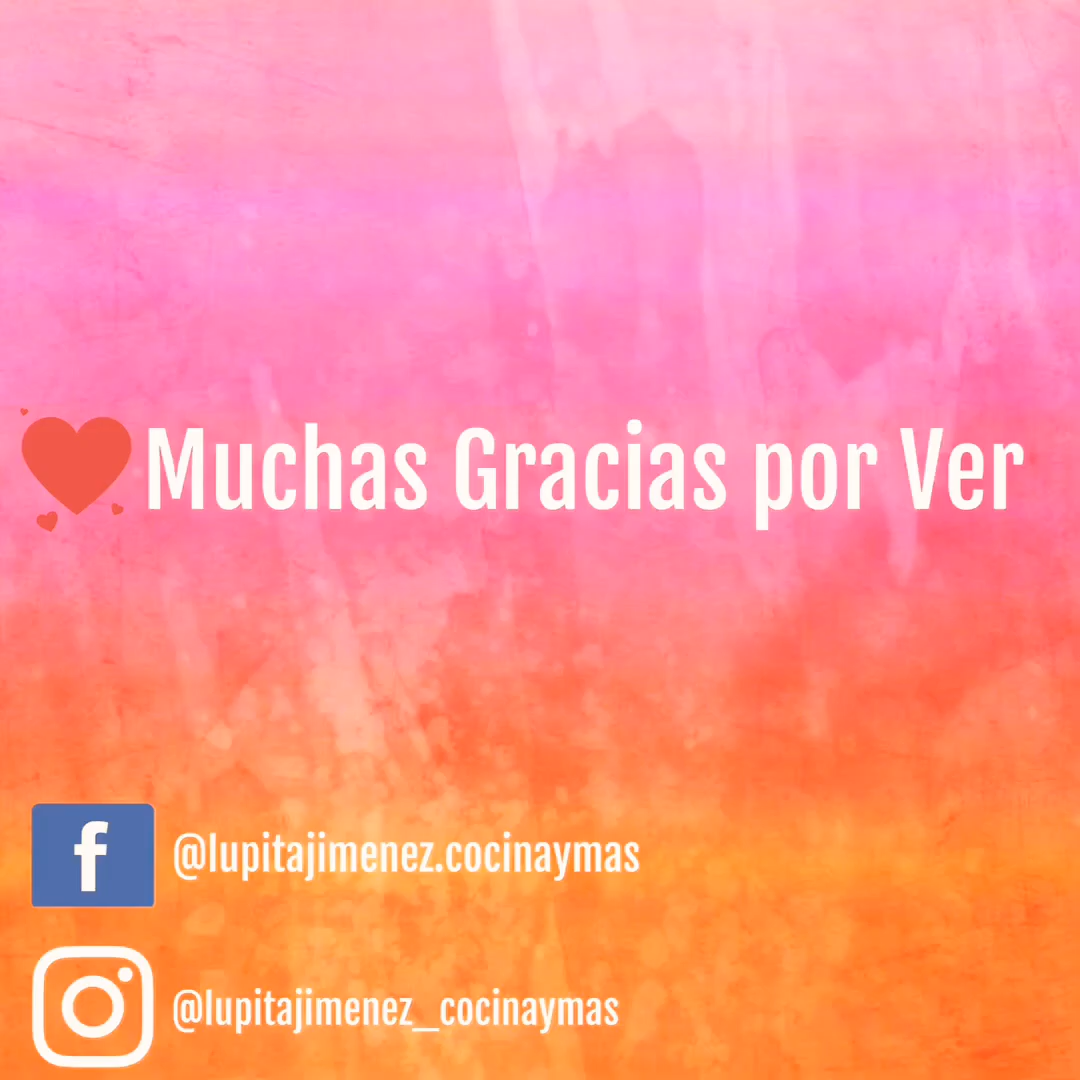 Muchas Gracias por Ver
f
@lupitajimenez.cocinaymas
@lupitajimenez_cocinaymas